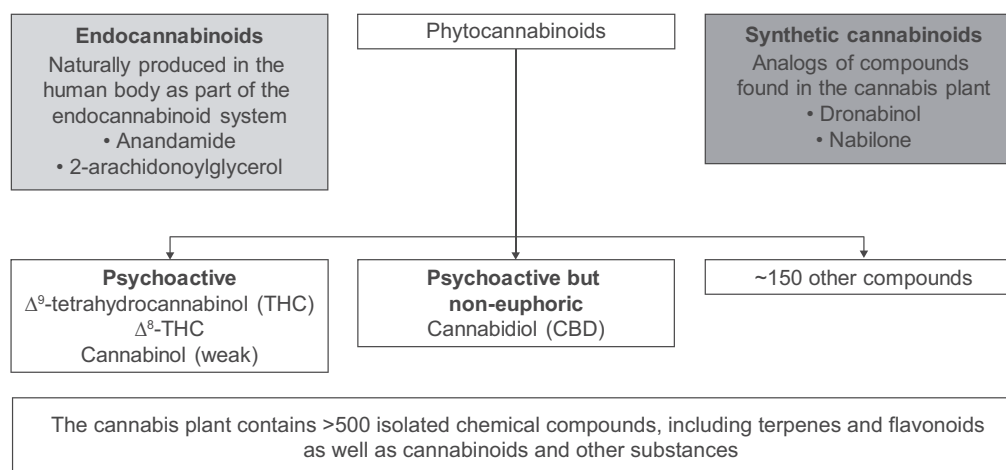 Endocannabinoids
Naturally produced in the
human body as part of the
endocannabinoid system
• Anandamide
• 2-arachidonoylglycerol
Phytocannabinoids
Synthetic cannabinoids
Analogs of compounds
found in the cannabis plant
• Dronabinol
• Nabilone
Psychoactive
Δ⁹-tetrahydrocannabinol (THC)
Δ⁸-THC
Cannabinol (weak)
Psychoactive but
non-euphoric
Cannabidiol (CBD)
~150 other compounds
The cannabis plant contains >500 isolated chemical compounds, including terpenes and flavonoids
as well as cannabinoids and other substances